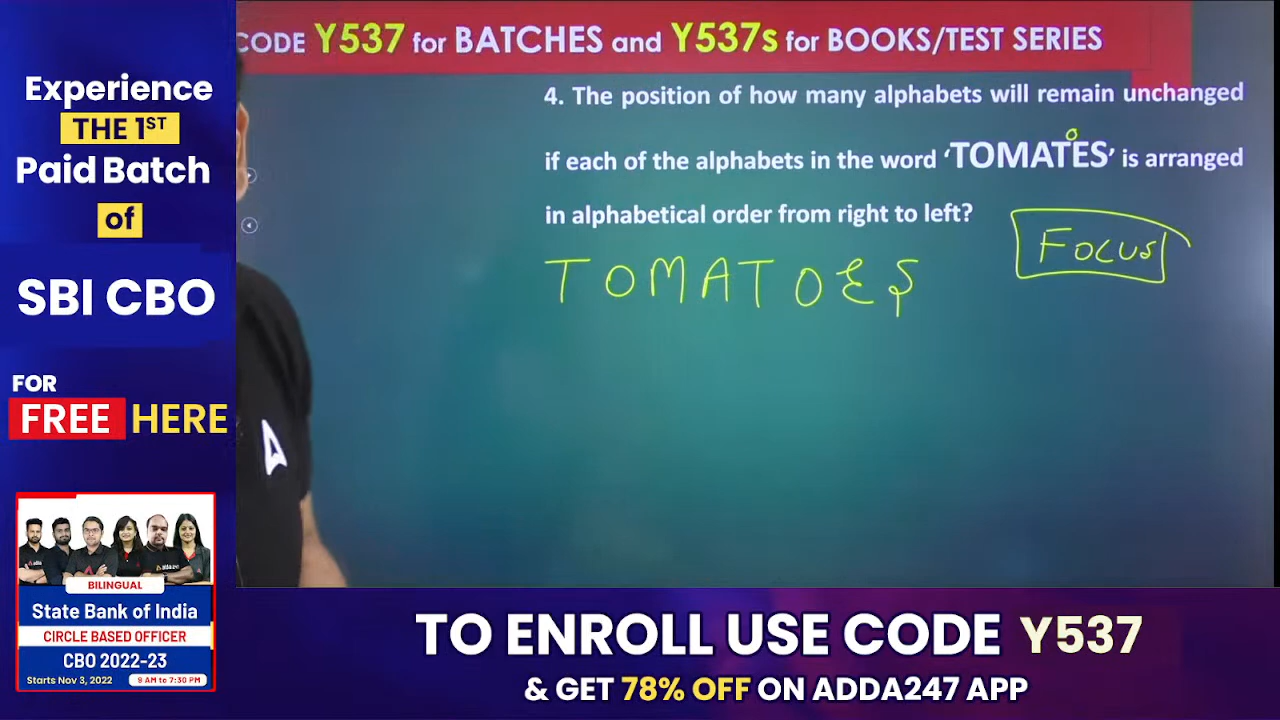 CODE Y537 for BATCHES and Y537s for BOOKS/TEST SERIES
Experience
THE 1ST
Paid Batch
of
SBI CBO
FOR
FREE HERE
BILINGUAL
State Bank of India
CIRCLE BASED OFFICER
CBO 2022-23
Starts Nov 3, 2022 9 AM to 7:30 PM
4. The position of how many alphabets will remain unchanged
o
if each of the alphabets in the word ‘TOMATES’ is arranged
in alphabetical order from right to left?
FOCUS
TOMATOES
TO ENROLL USE CODE Y537
& GET 78% OFF ON ADDA247 APP